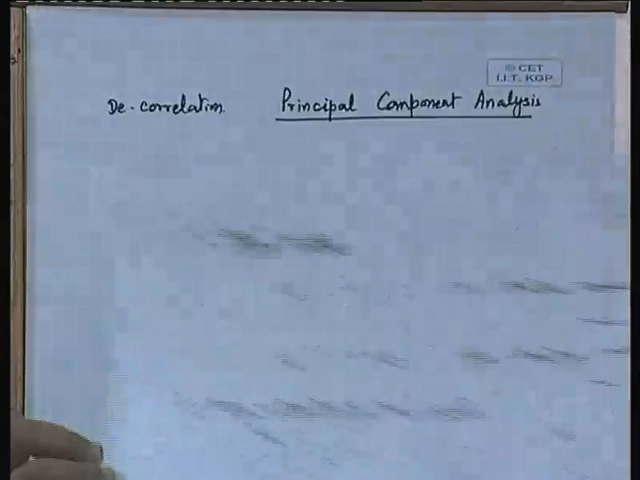 © CET
I.I.T. KGP
De-correlation. Principal Component Analysis